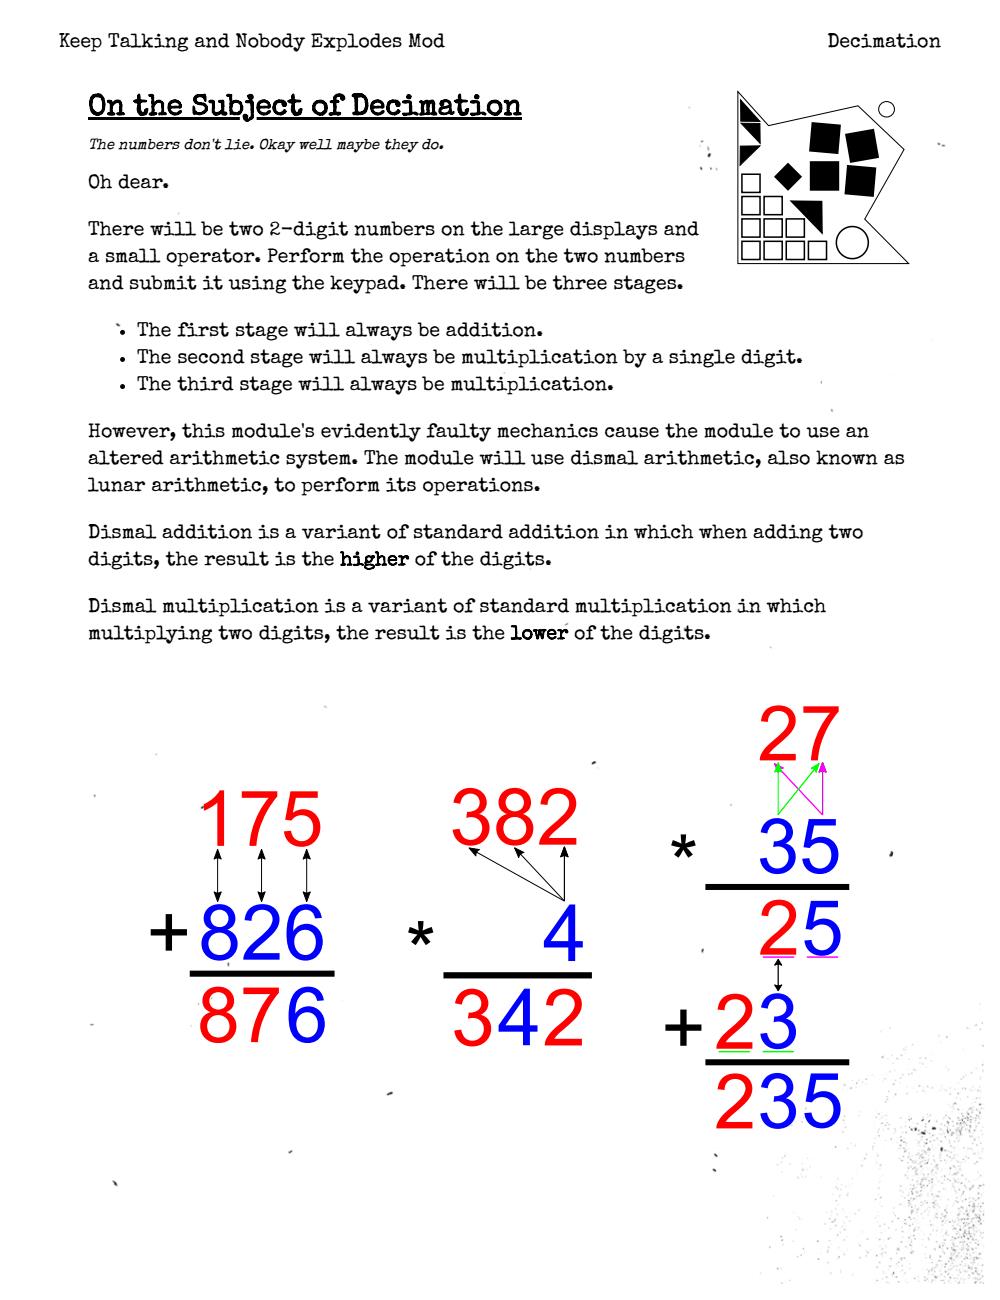 Keep Talking and Nobody Explodes Mod Decimation
On the Subject of Decimation
The numbers don't lie. Okay well maybe they do.
Oh dear.
There will be two 2-digit numbers on the large displays and
a small operator. Perform the operation on the two numbers
and submit it using the keypad. There will be three stages.
• The first stage will always be addition.
• The second stage will always be multiplication by a single digit.
• The third stage will always be multiplication.
However, this module's evidently faulty mechanics cause the module to use an
altered arithmetic system. The module will use dismal arithmetic, also known as
lunar arithmetic, to perform its operations.
Dismal addition is a variant of standard addition in which when adding two
digits, the result is the higher of the digits.
Dismal multiplication is a variant of standard multiplication in which
multiplying two digits, the result is the lower of the digits.
175
+826
876
382
* 4
342
27
* 35
25
+23
235